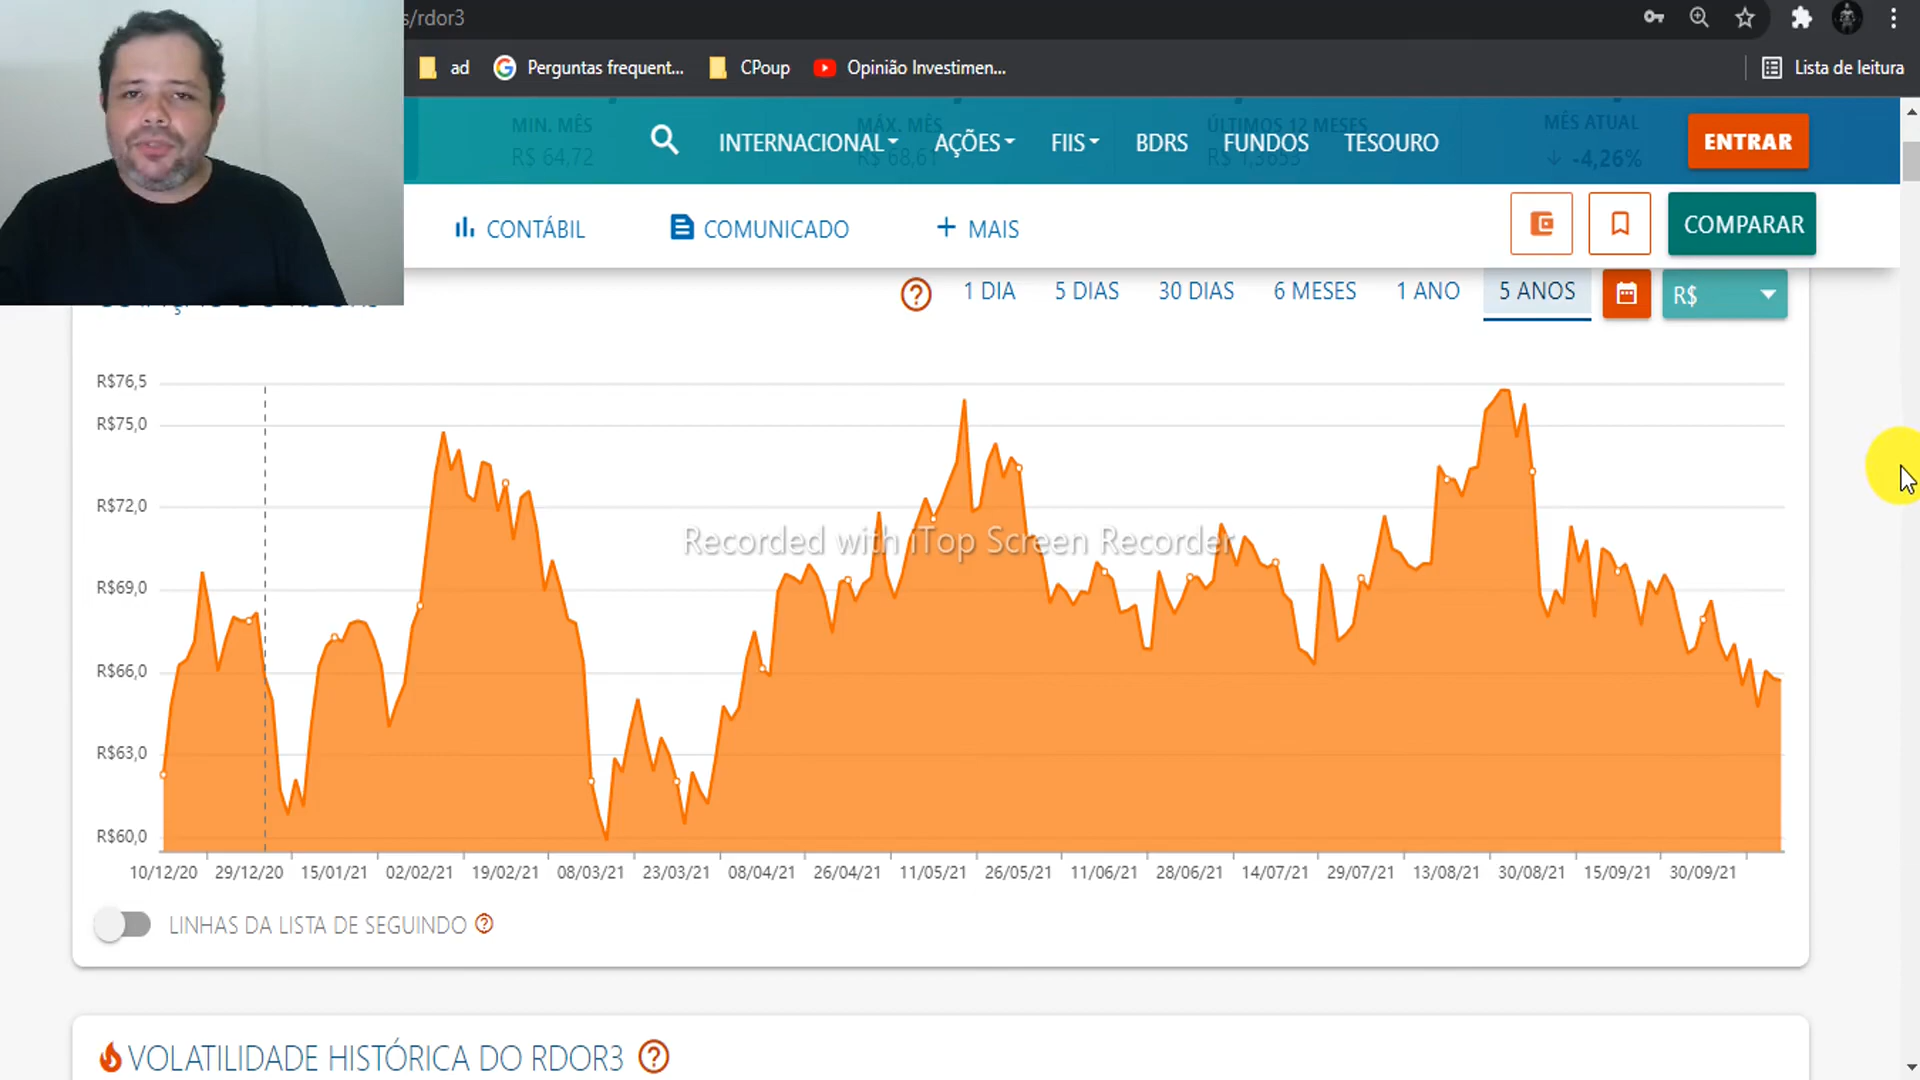 s/rdor3
ad
Perguntas frequent...
CPoup
Opinião Investimen...
Lista de leitura
MÍN. MÊS
R$ 64,72
MÁX. MÊS
R$ 68,61
ÚLTIMOS 12 MESES
R$ 1,3653
MÊS ATUAL
-4,26%
INTERNACIONAL
AÇÕES
FIIS
BDRS
FUNDOS
TESOURO
ENTRAR
CONTÁBIL
COMUNICADO
+ MAIS
COMPARAR
1 DIA
5 DIAS
30 DIAS
6 MESES
1 ANO
5 ANOS
R$
R$76,5
R$75,0
R$72,0
R$69,0
R$66,0
R$63,0
R$60,0
Recorded with iTop Screen Recorder
10/12/20 29/12/20 15/01/21 02/02/21 19/02/21 08/03/21 23/03/21 08/04/21 26/04/21 11/05/21 26/05/21 11/06/21 28/06/21 14/07/21 29/07/21 13/08/21 30/08/21 15/09/21 30/09/21
LINHAS DA LISTA DE SEGUINDO
VOLATILIDADE HISTÓRICA DO RDOR3